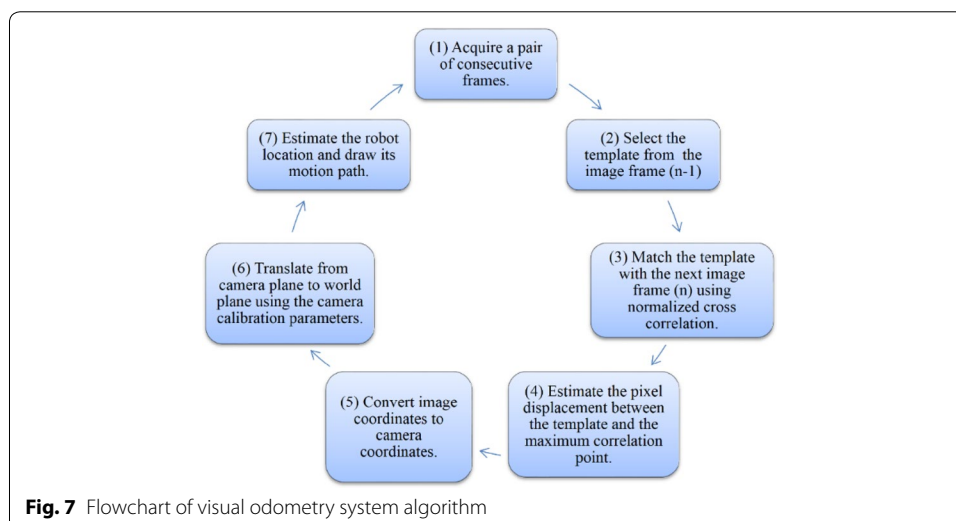 (1) Acquire a pair
of consecutive
frames.
(2) Select the
template from the
image frame (n-1)
(3) Match the template
with the next image
frame (n) using
normalized cross
correlation.
(4) Estimate the pixel
displacement between
the template and the
maximum correlation
point.
(5) Convert image
coordinates to
camera
coordinates.
(6) Translate from
camera plane to world
plane using the camera
calibration parameters.
(7) Estimate the robot
location and draw its
motion path.
Fig. 7 Flowchart of visual odometry system algorithm